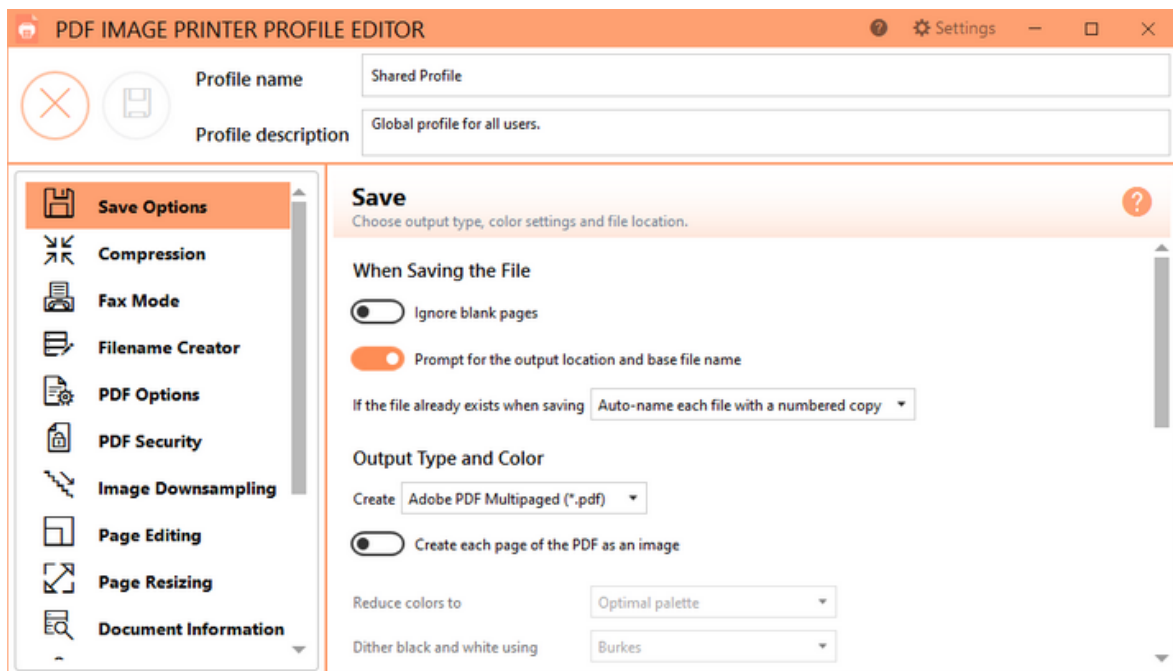 PDF IMAGE PRINTER PROFILE EDITOR
? Settings
Profile name
Shared Profile
Profile description
Global profile for all users.
Save Options
Compression
Fax Mode
Filename Creator
PDF Options
PDF Security
Image Downsampling
Page Editing
Page Resizing
Document Information
Save
?
Choose output type, color settings and file location.
When Saving the File
Ignore blank pages
Prompt for the output location and base file name
If the file already exists when saving Auto-name each file with a numbered copy
Output Type and Color
Create Adobe PDF Multipaged (*.pdf)
Create each page of the PDF as an image
Reduce colors to Optimal palette
Dither black and white using Burkes